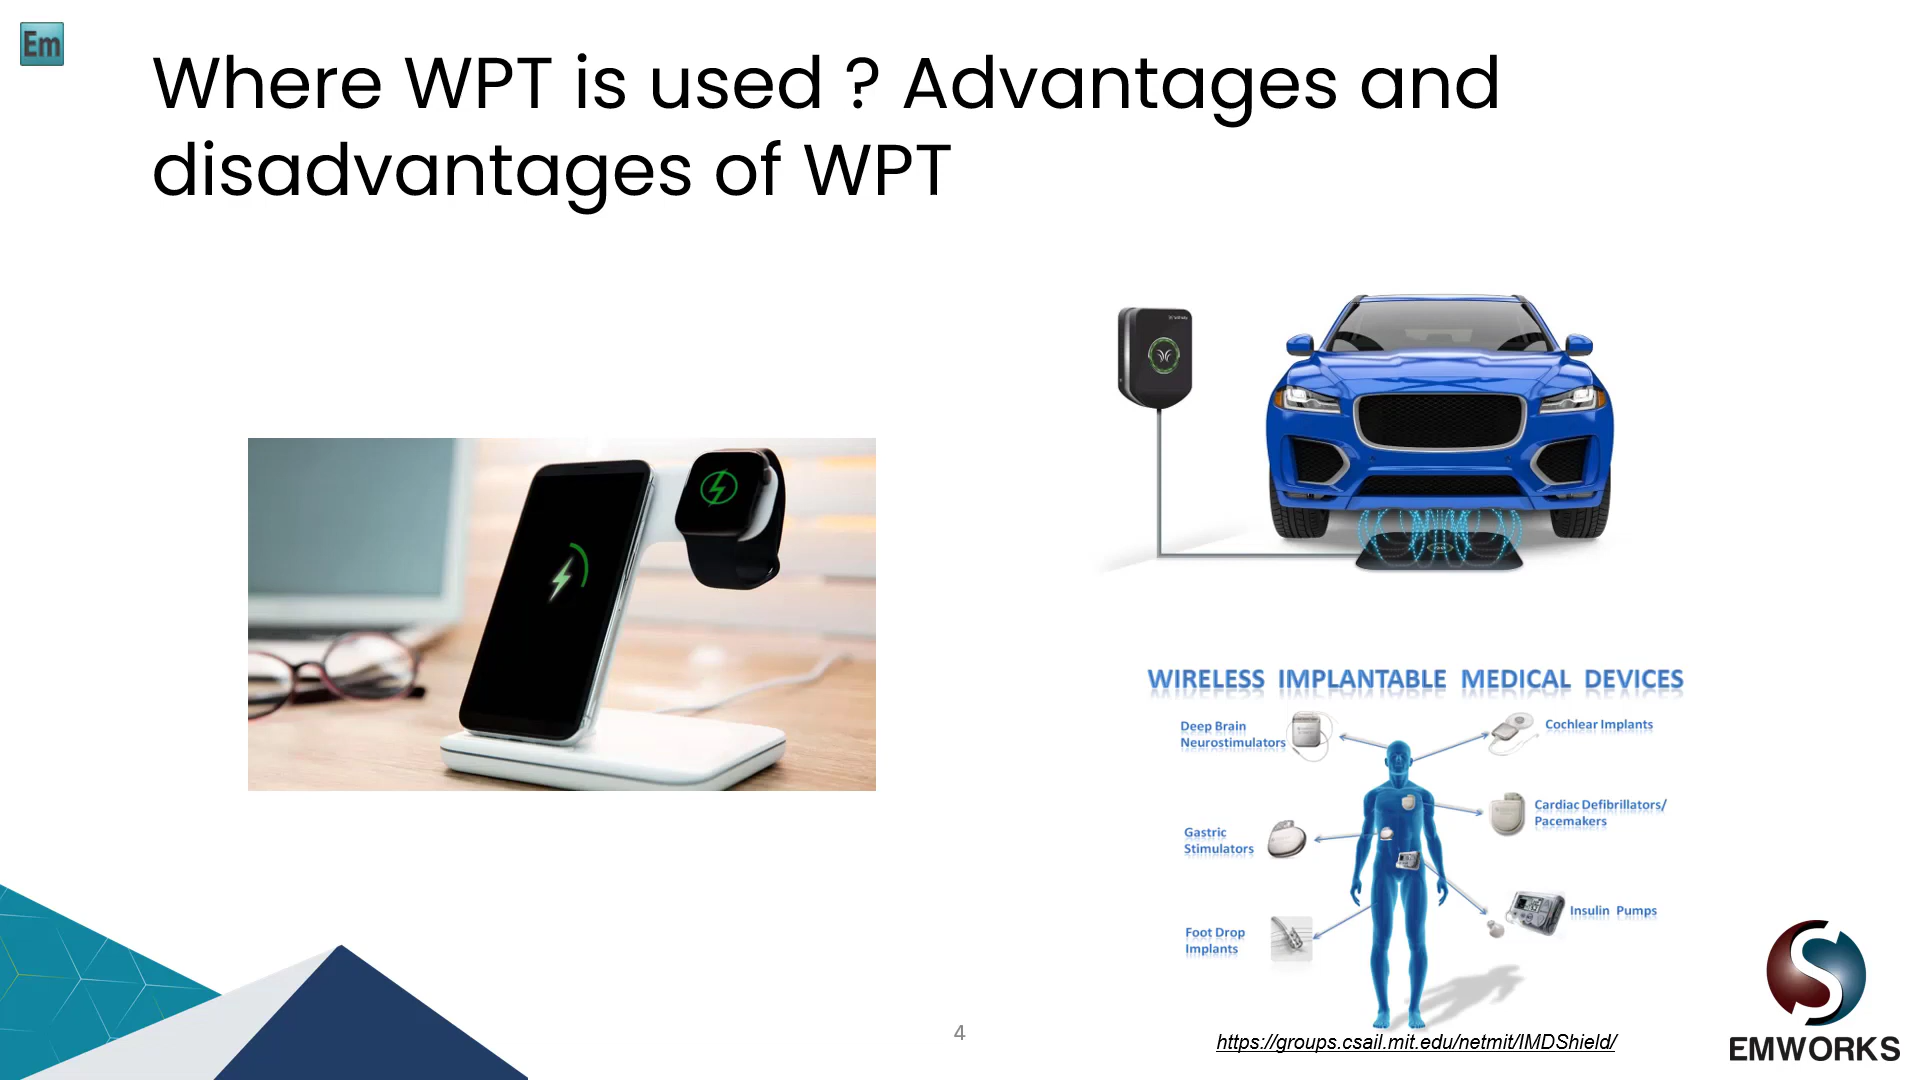 Em
Where WPT is used ? Advantages and
disadvantages of WPT
WIRELESS IMPLANTABLE MEDICAL DEVICES
Deep Brain
Neurostimulators
Cochlear Implants
Cardiac Defibrillators/
Pacemakers
Gastric
Stimulators
Insulin Pumps
Foot Drop
Implants
4
https://groups.csail.mit.edu/netmit/IMDShield/
EMWORKS